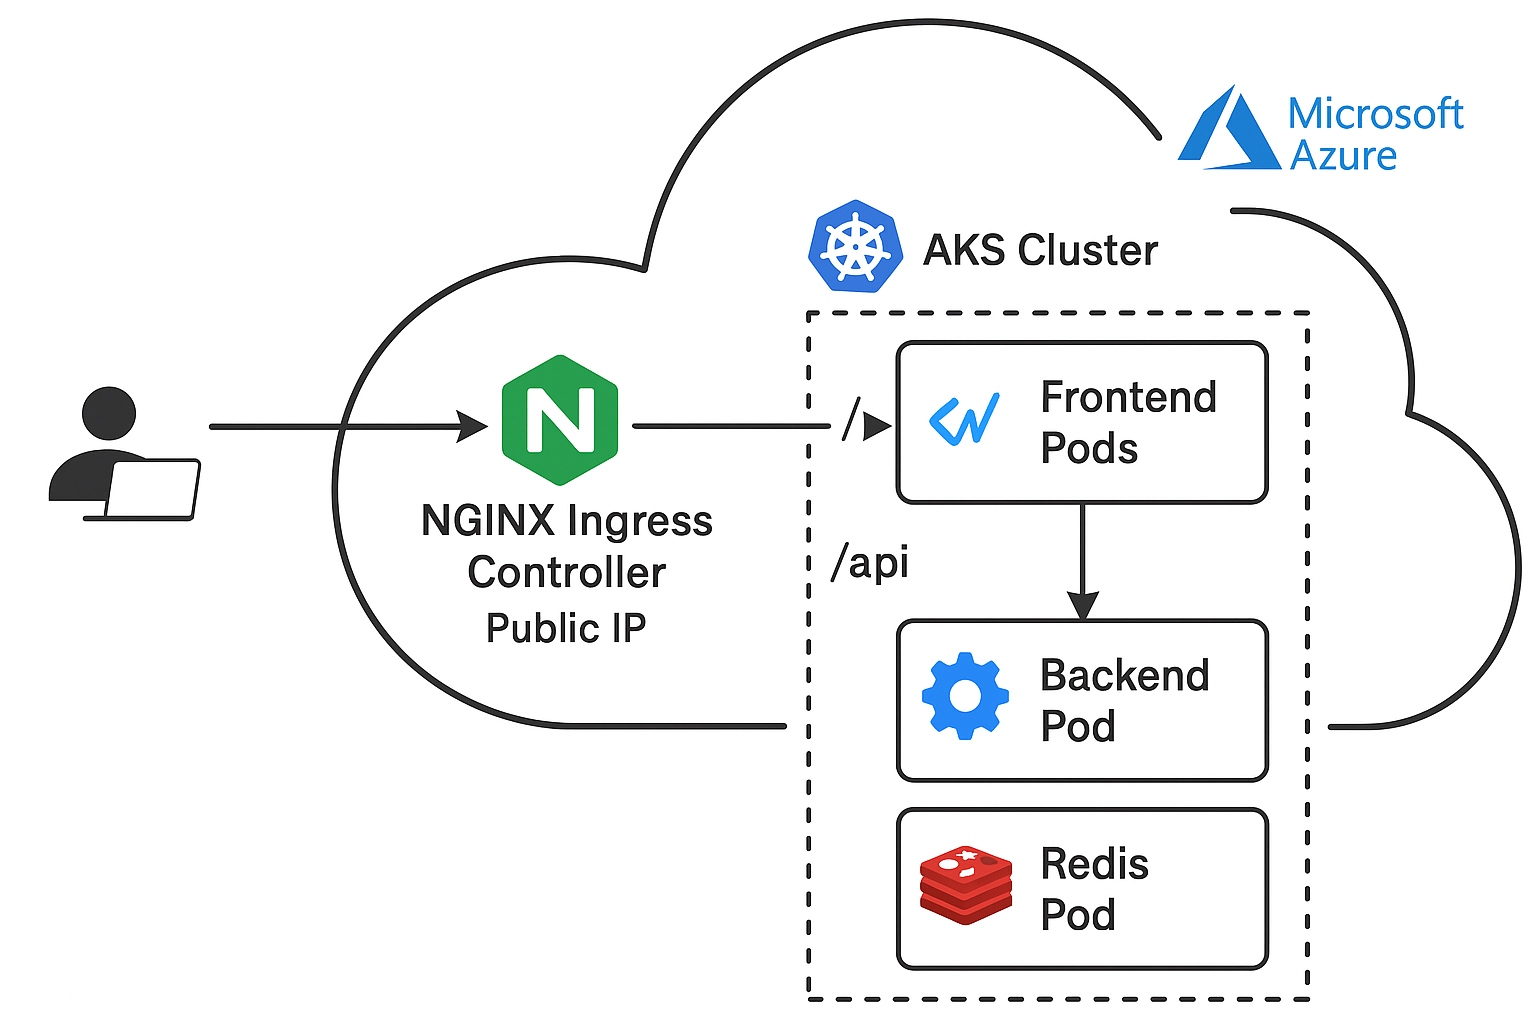 Microsoft
Azure
AKS Cluster
NGINX Ingress
Controller
Public IP
/
Frontend
Pods
/api
Backend
Pod
Redis
Pod